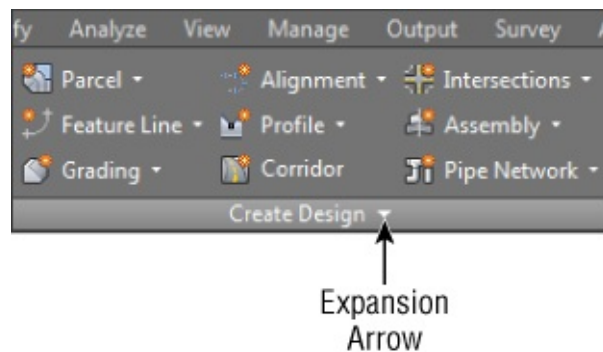 fy Analyze View Manage Output Survey
Parcel Alignment Intersections
Feature Line Profile Assembly
Grading Corridor Pipe Network
Create Design
Expansion
Arrow